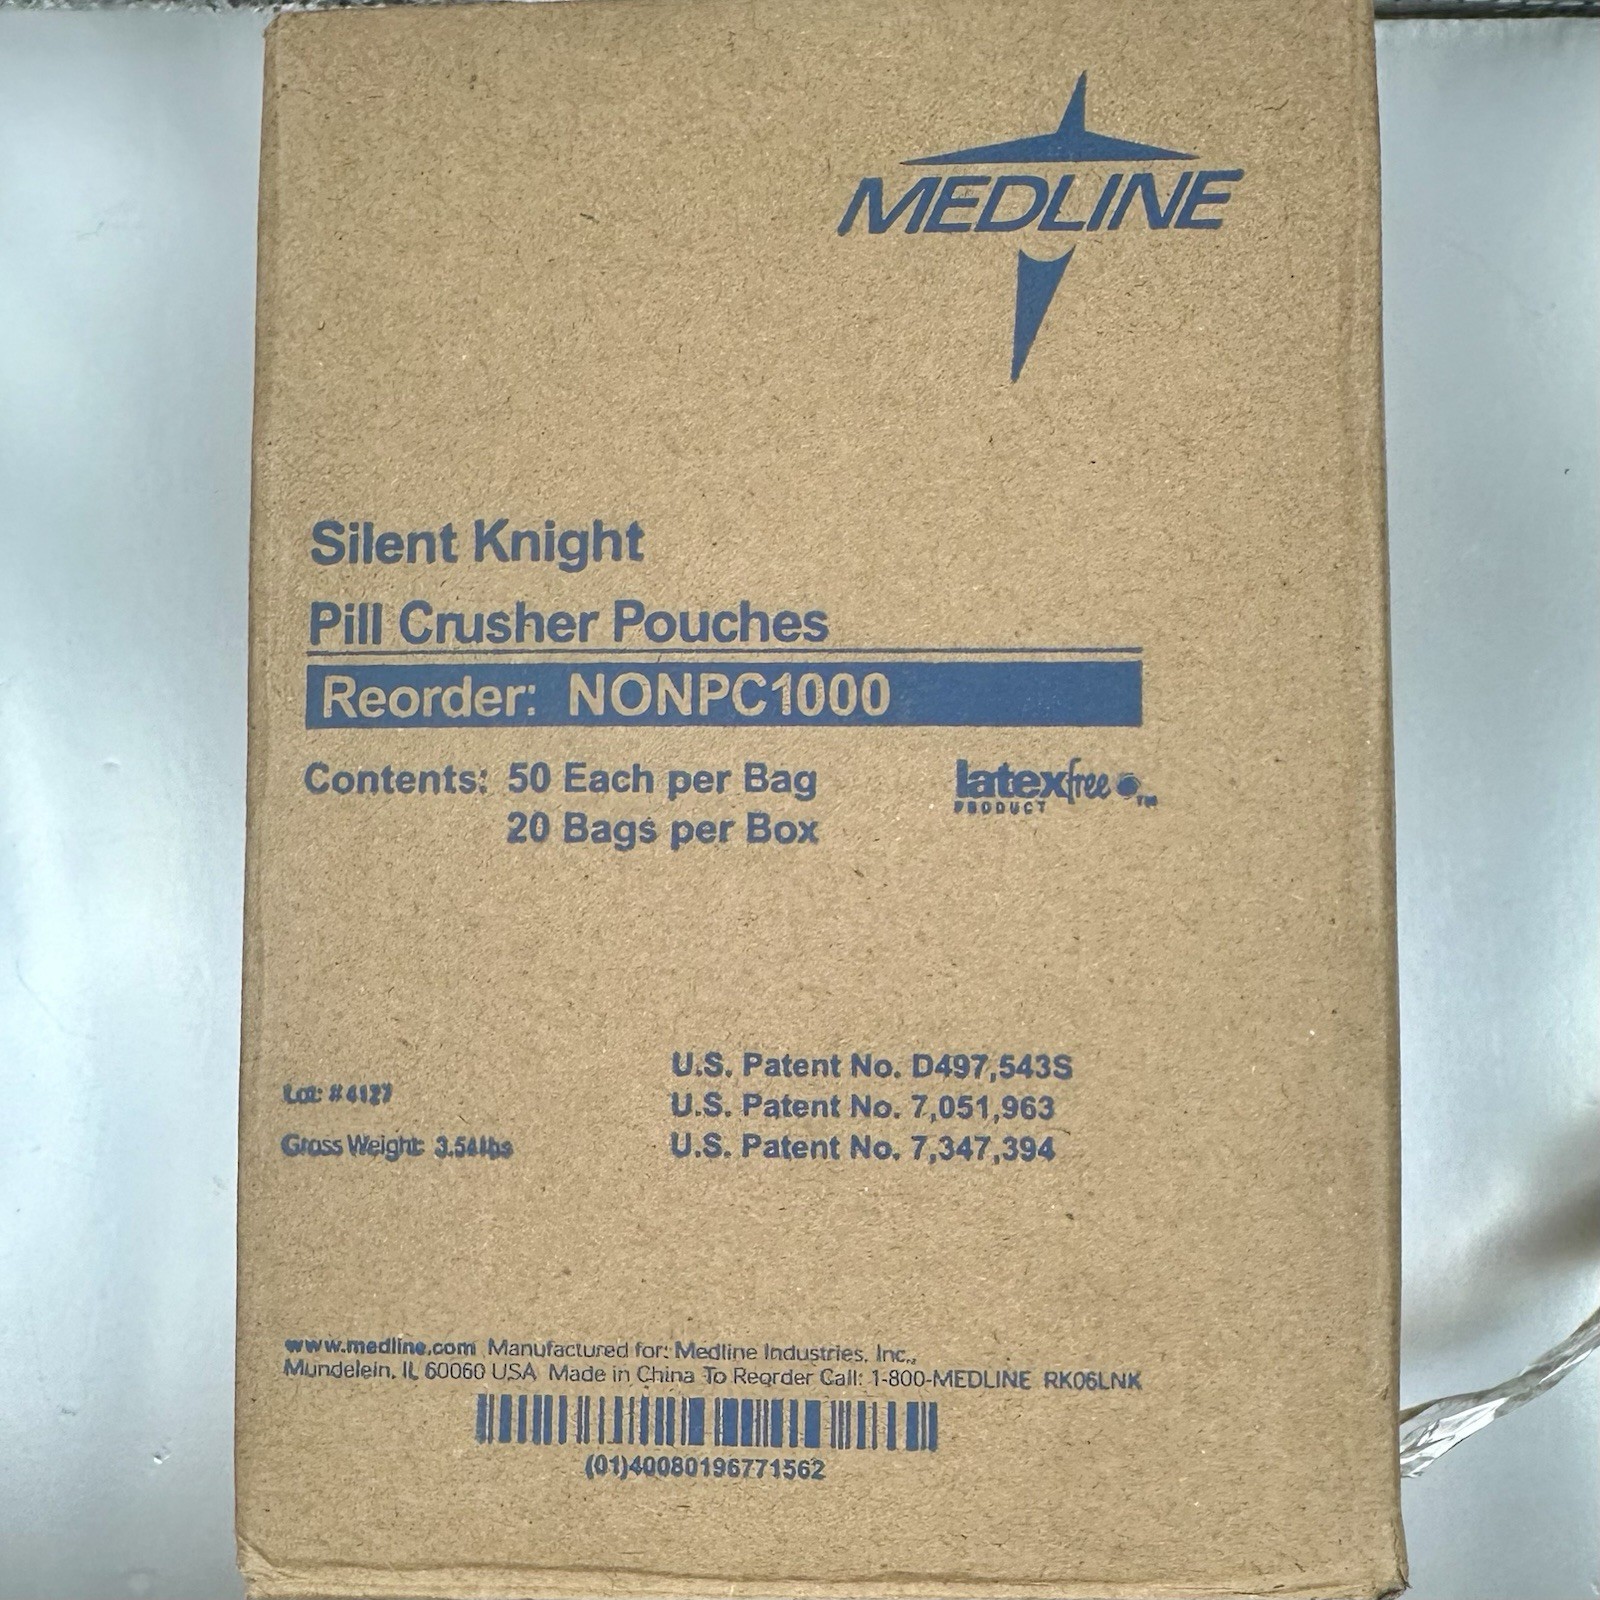 MEDLINE
Silent Knight
Pill Crusher Pouches
Reorder: NONPC1000
Contents: 50 Each per Bag
20 Bags per Box
latexfree™
PRODUCT
U.S. Patent No. D497,543S
U.S. Patent No. 7,051,963
U.S. Patent No. 7,347,394
Lot: #4127
Gross Weight: 3.54lbs
www.medline.com Manufactured for: Medline Industries, Inc.,
Mundelein, IL 60060 USA Made in China To Reorder Call: 1-800-MEDLINE RK06LNK
(01)40080196771562